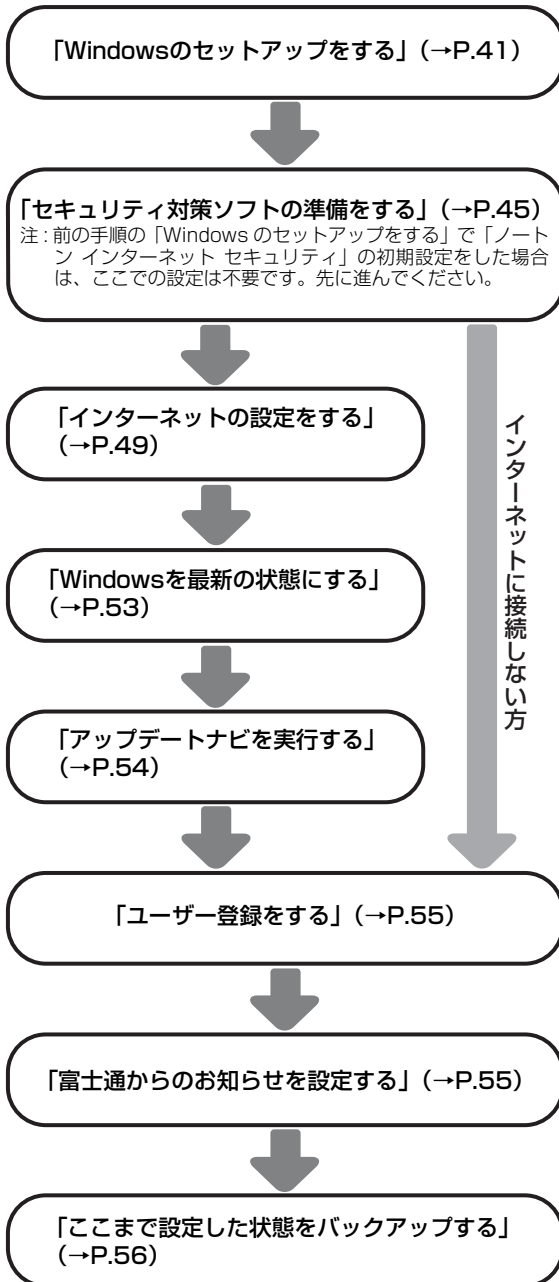 「Windowsのセットアップをする」（→P.41）
「セキュリティ対策ソフトの準備をする」（→P.45）
注：前の手順の「Windows のセットアップをする」で「ノート
ン インターネット セキュリティ」の初期設定をした場合
は、ここでの設定は不要です。先に進んでください。
「インターネットの設定をする」
（→P.49）
「Windowsを最新の状態にする」
（→P.53）
「アップデートナビを実行する」
（→P.54）
インターネットに接続しない方
「ユーザー登録をする」（→P.55）
「富士通からのお知らせを設定する」（→P.55）
「ここまで設定した状態をバックアップする」
（→P.56）